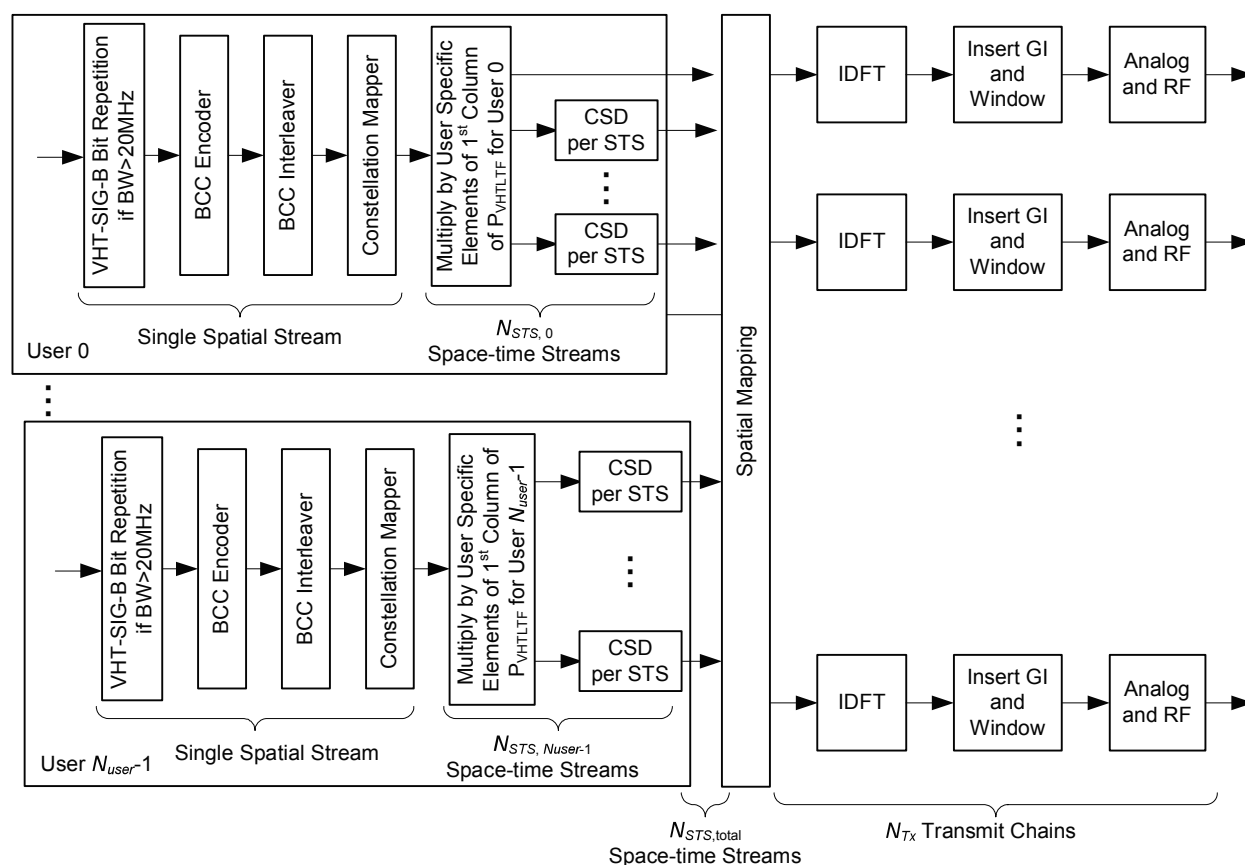 VHT-SIG-B Bit Repetition
if BW>20MHz
BCC Encoder
BCC Interleaver
Constellation Mapper
Multiply by User Specific
Elements of 1st Column
of PVHTLTF for User 0
CSD
per STS
CSD
per STS
Single Spatial Stream
NSTS, 0
Space-time Streams
User 0
VHT-SIG-B Bit Repetition
if BW>20MHz
BCC Encoder
BCC Interleaver
Constellation Mapper
Multiply by User Specific
Elements of 1st Column of
PVHTLTF for User Nuser-1
CSD
per STS
CSD
per STS
Single Spatial Stream
NSTS, Nuser-1
Space-time Streams
User Nuser-1
NSTS,total
Space-time Streams
Spatial Mapping
IDFT
Insert GI
and
Window
Analog
and RF
IDFT
Insert GI
and
Window
Analog
and RF
IDFT
Insert GI
and
Window
Analog
and RF
NTx Transmit Chains